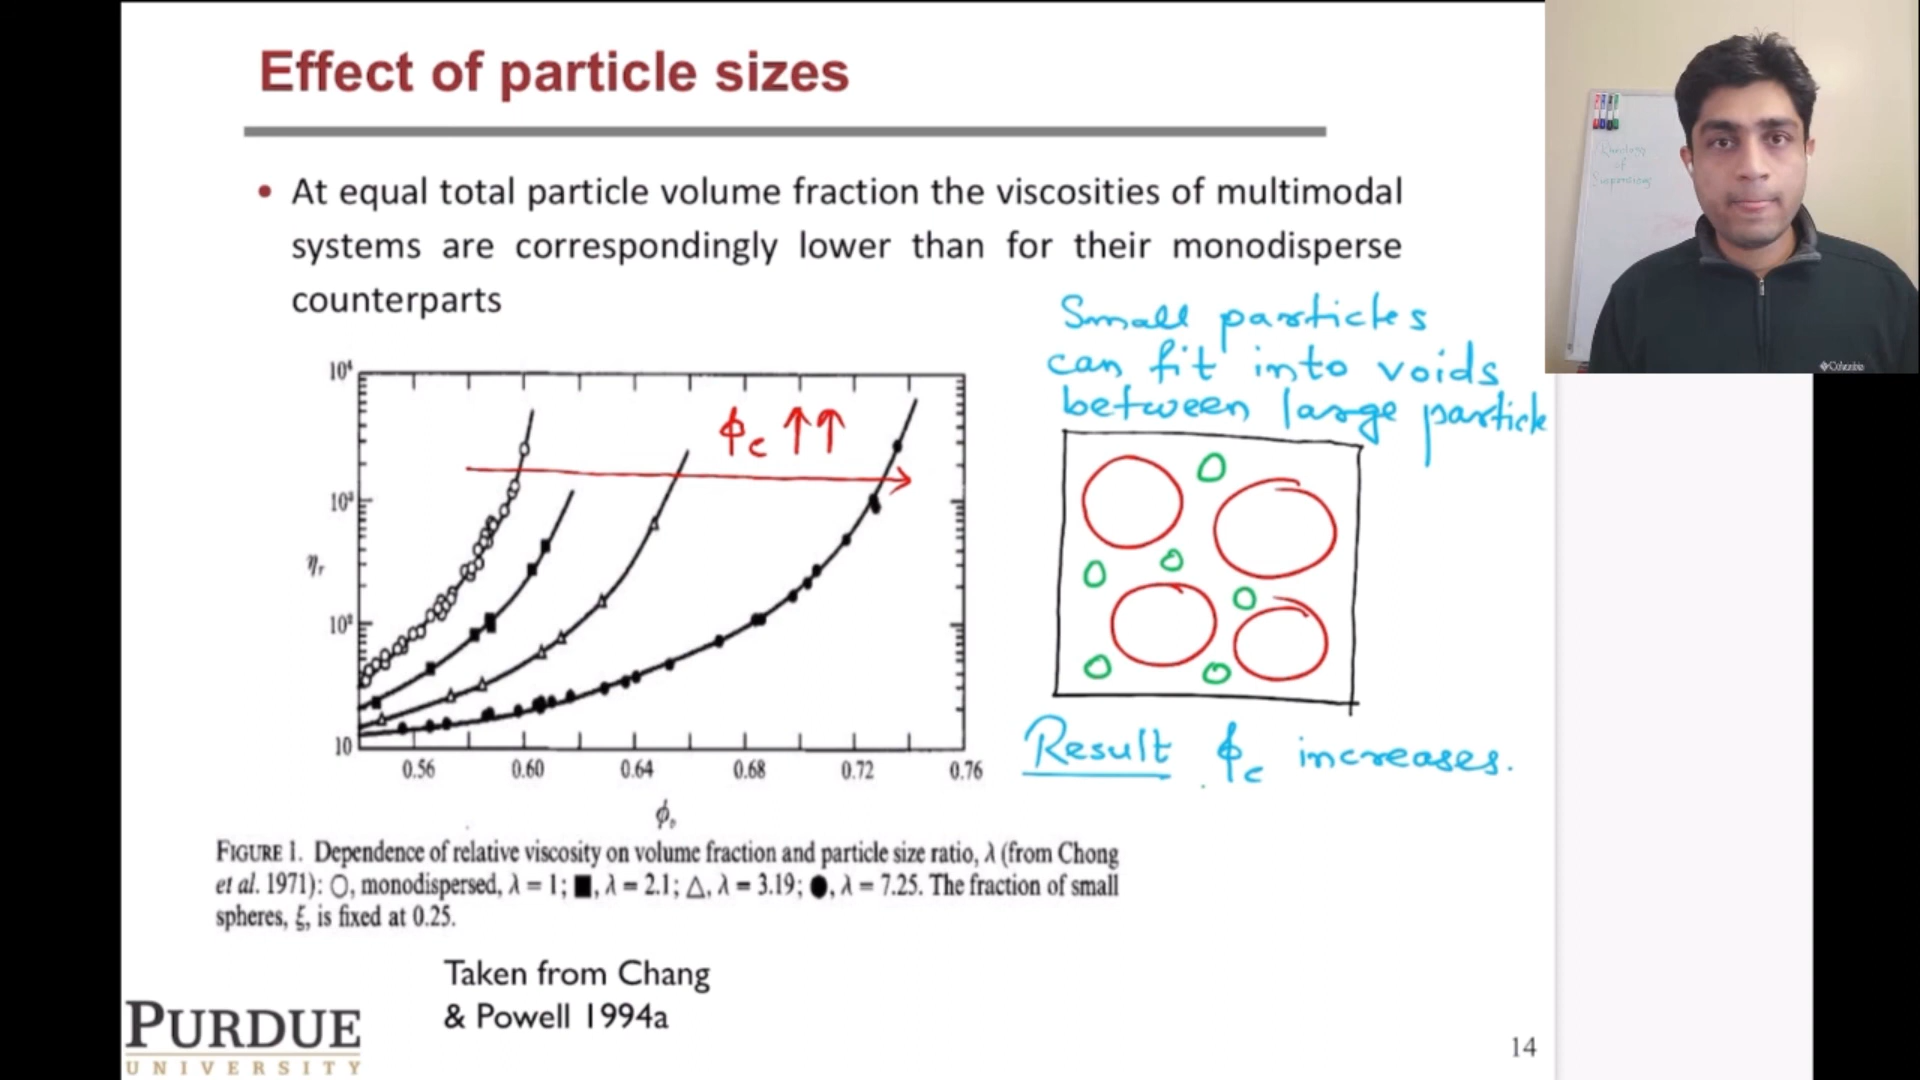 Effect of particle sizes
• At equal total particle volume fraction the viscosities of multimodal
systems are correspondingly lower than for their monodisperse
counterparts
Small particles
can fit into voids
between large particle
ϕc ↑↑
10⁴
10³
10²
10
ηr
0.56 0.60 0.64 0.68 0.72 0.76
ϕ
Result ϕc increases.
FIGURE 1. Dependence of relative viscosity on volume fraction and particle size ratio, λ (from Chong
et al. 1971): ○, monodispersed, λ = 1; ■, λ = 2.1; △, λ = 3.19; ●, λ = 7.25. The fraction of small
spheres, ξ, is fixed at 0.25.
Taken from Chang
& Powell 1994a
PURDUE
UNIVERSITY
14
Rheology
of
Suspensions
Columbia